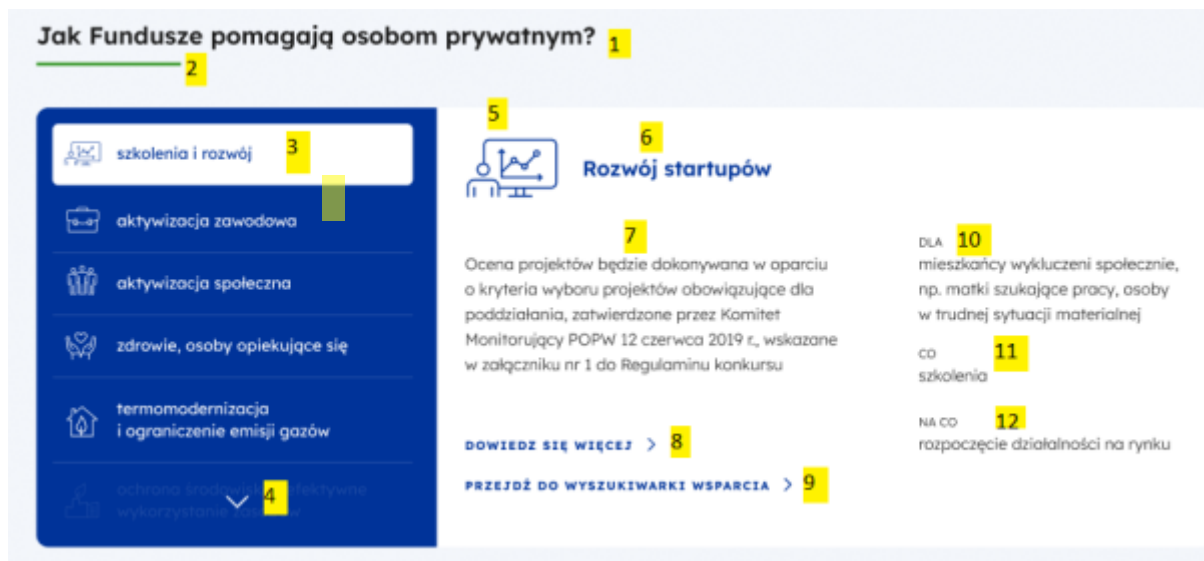 Jak Fundusze pomagają osobom prywatnym? 1
2
szkolenia i rozwój 3
aktywizacja zawodowa
aktywizacja społeczna
zdrowie, osoby opiekujące się
termomodernizacja
i ograniczenie emisji gazów
ochrona środowiska efektywne
4
wykorzystanie
5
6
Rozwój startupów
7
Ocena projektów będzie dokonywana w oparciu
o kryteria wyboru projektów obowiązujące dla
poddziałania, zatwierdzone przez Komitet
Monitorujący POPW 12 czerwca 2019 r., wskazane
w załączniku nr 1 do Regulaminu konkursu
DOWIEDZ SIĘ WIĘCEJ > 8
PRZEJDŹ DO WYSZUKIWARKI WSPARCIA > 9
DLA 10
mieszkańcy wykluczeni społecznie,
np. matki szukające pracy, osoby
w trudnej sytuacji materialnej
CO 11
szkolenia
NA CO 12
rozpoczęcie działalności na rynku